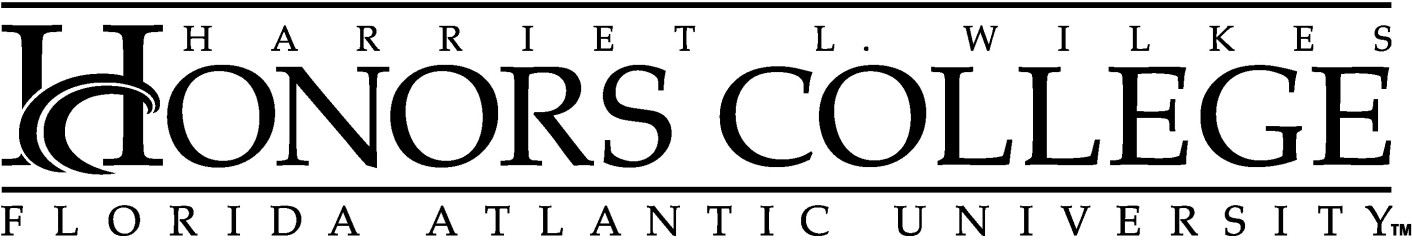 HARRIET L. WILKES
HONORS COLLEGE
FLORIDA ATLANTIC UNIVERSITY™